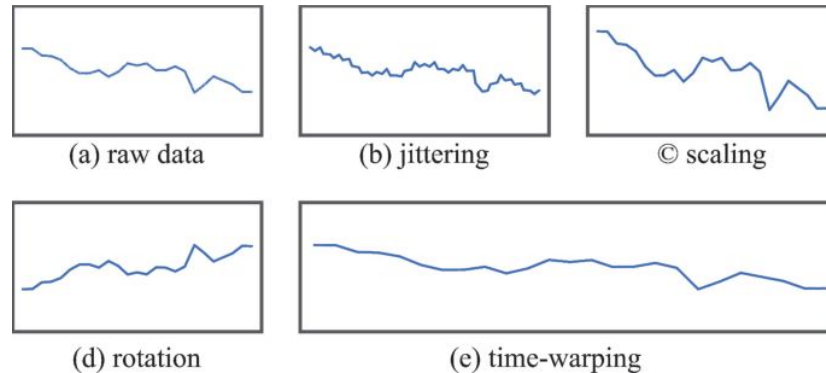 (a) raw data
(b) jittering
© scaling
(d) rotation
(e) time-warping